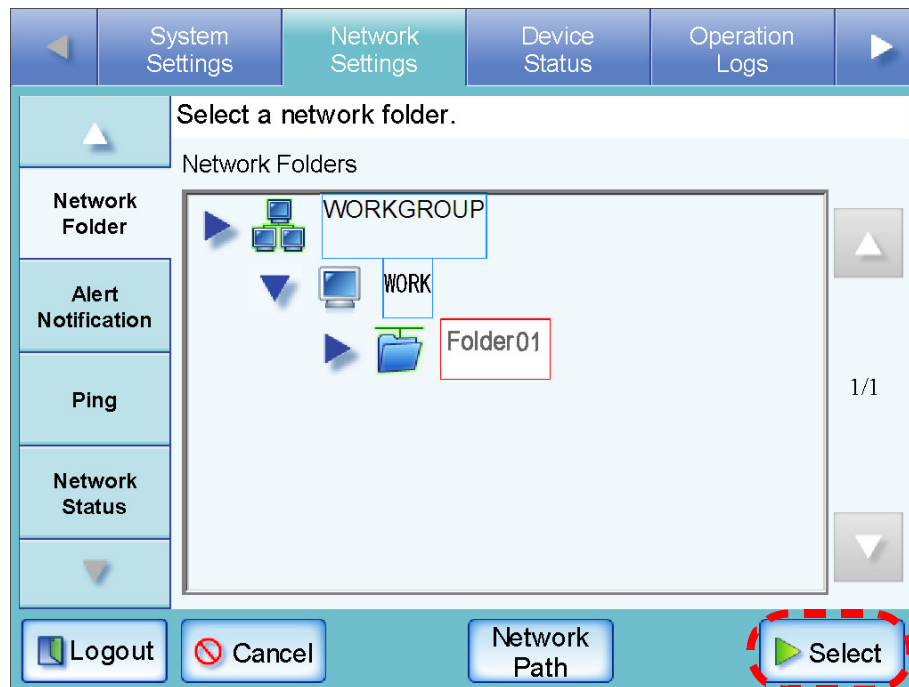 System Settings
Network Settings
Device Status
Operation Logs
Select a network folder.
Network Folders
Network Folder
Alert Notification
Ping
Network Status
WORKGROUP
WORK
Folder01
1/1
Logout
Cancel
Network Path
Select